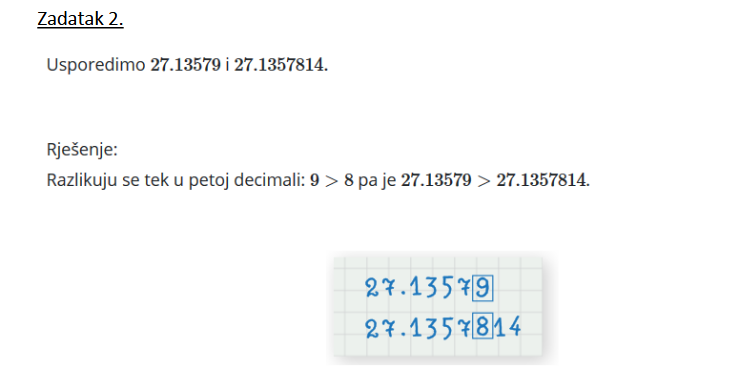 Zadatak 2.
Usporedimo 27.13579 i 27.1357814.
Rješenje:
Razlikuju se tek u petoj decimali: 9 > 8 pa je 27.13579 > 27.1357814.
27.13579
27.1357814